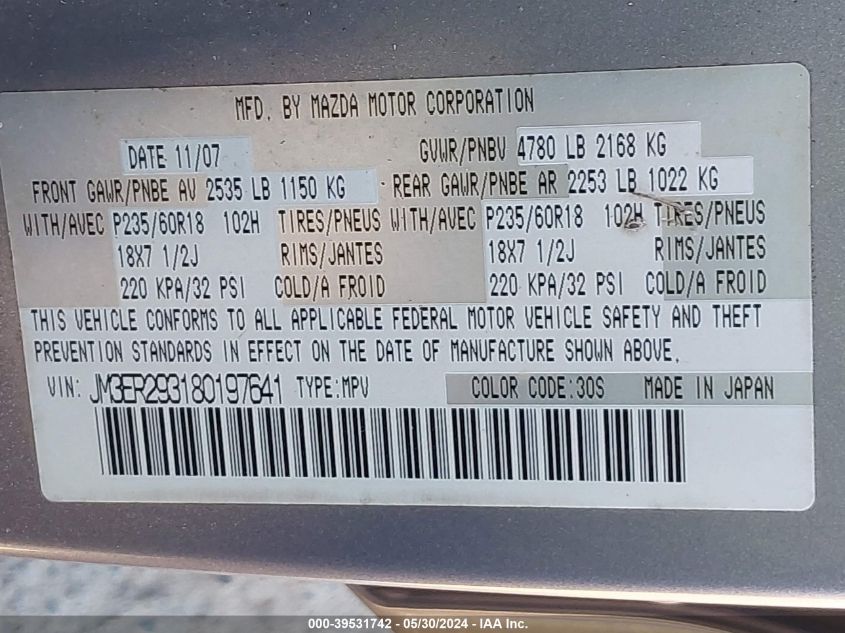 MFD. BY MAZDA MOTOR CORPORATION
DATE 11/07 GVWR/PNBV 4780 LB 2168 KG
FRONT GAWR/PNBE AV 2535 LB 1150 KG REAR GAWR/PNBE AR 2253 LB 1022 KG
WITH/AVEC P235/60R18 102H TIRES/PNEUS WITH/AVEC P235/60R18 102H TIRES/PNEUS
18X7 1/2J RIMS/JANTES 18X7 1/2J RIMS/JANTES
220 KPA/32 PSI COLD/A FROID 220 KPA/32 PSI COLD/A FROID
THIS VEHICLE CONFORMS TO ALL APPLICABLE FEDERAL MOTOR VEHICLE SAFETY AND THEFT
PREVENTION STANDARDS IN EFFECT ON THE DATE OF MANUFACTURE SHOWN ABOVE.
VIN: JM3ER293180197641 TYPE:MPV COLOR CODE:30S MADE IN JAPAN
000-39531742 — 05/30/2024 — IAA Inc.